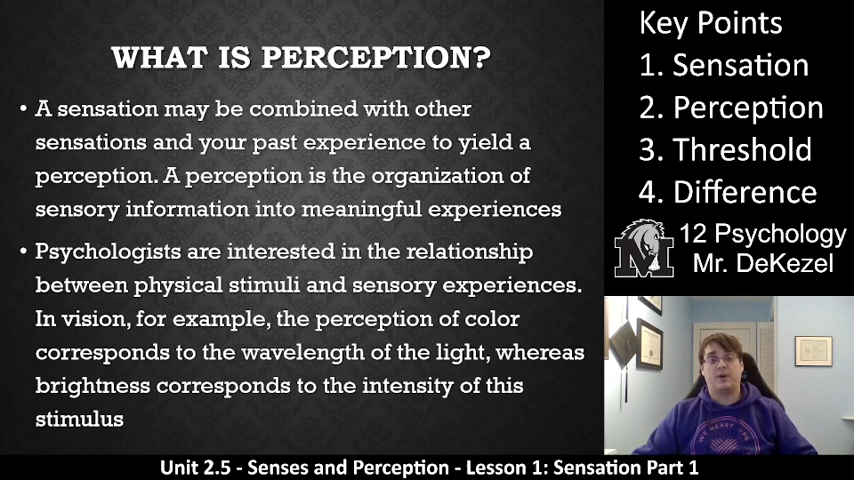 WHAT IS PERCEPTION?
• A sensation may be combined with other
sensations and your past experience to yield a
perception. A perception is the organization of
sensory information into meaningful experiences
• Psychologists are interested in the relationship
between physical stimuli and sensory experiences.
In vision, for example, the perception of color
corresponds to the wavelength of the light, whereas
brightness corresponds to the intensity of this
stimulus
Key Points
1. Sensation
2. Perception
3. Threshold
4. Difference
M
12 Psychology
Mr. DeKezel
WE HEART
Unit 2.5 - Senses and Perception - Lesson 1: Sensation Part 1